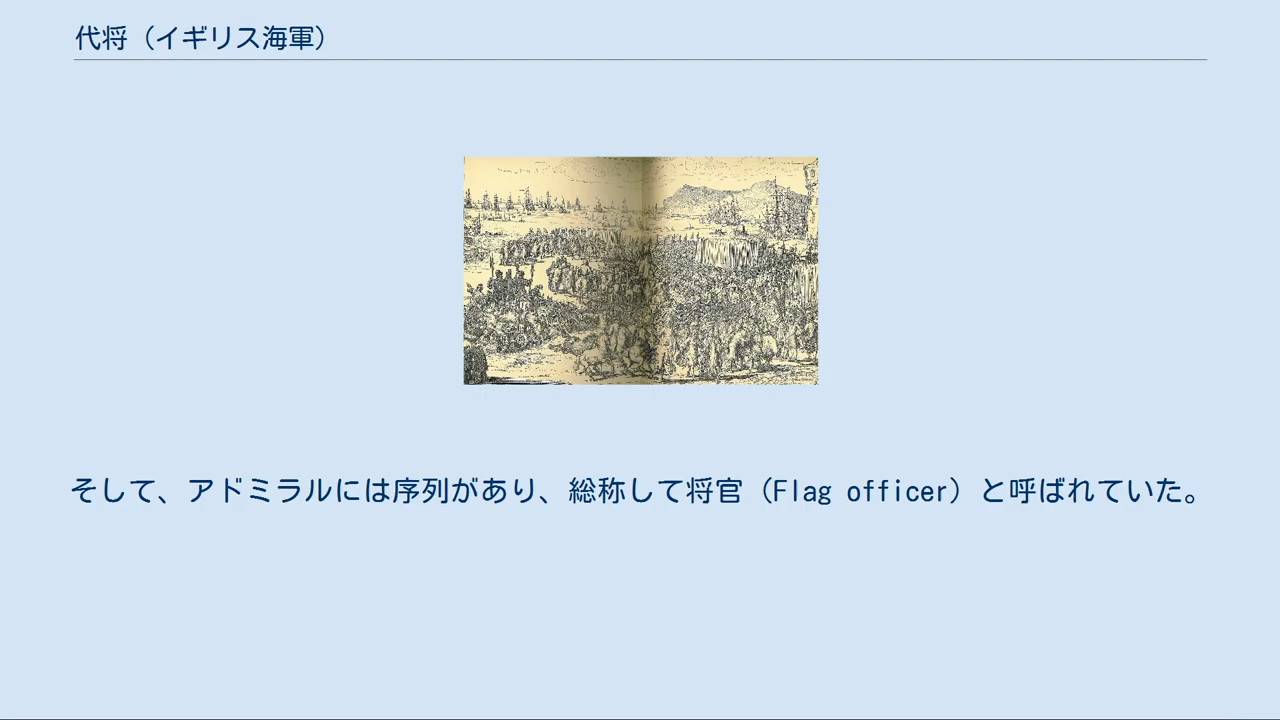 代将（イギリス海軍）
そして、アドミラルには序列があり、総称して将官（Flag officer）と呼ばれていた。